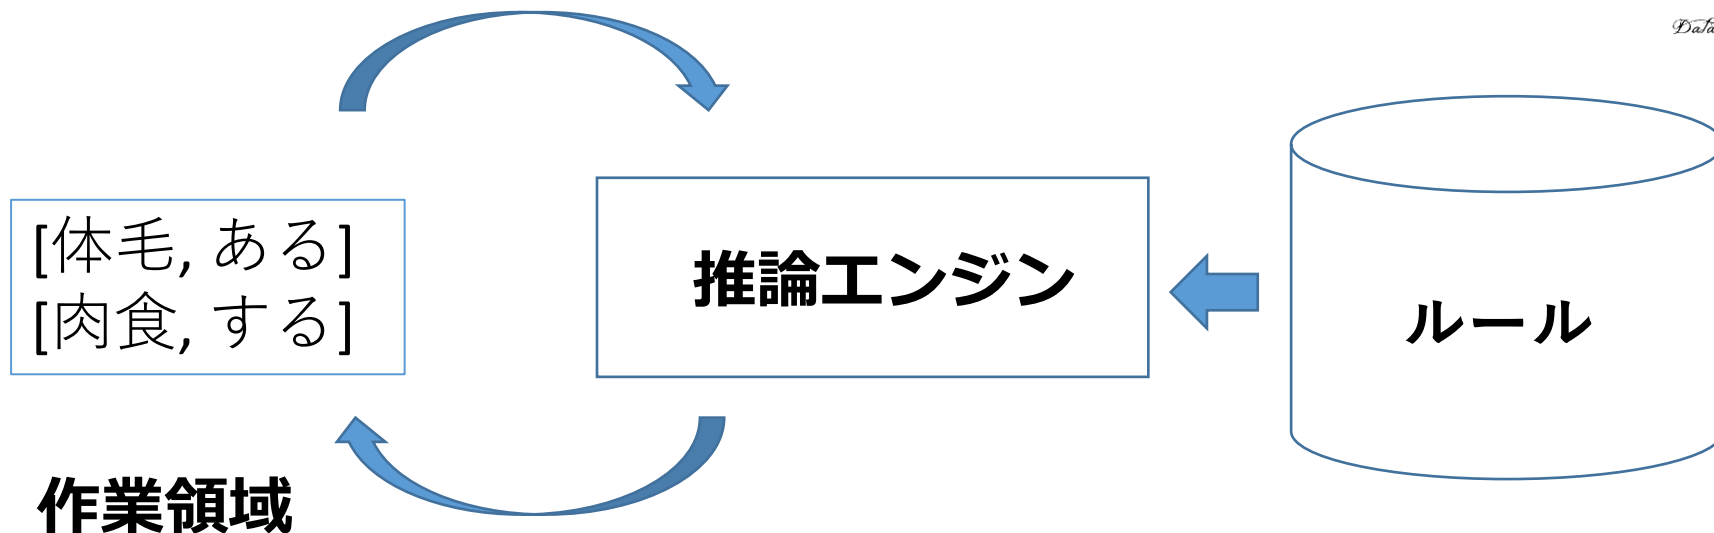 [体毛, ある]
[肉食, する]
推論エンジン
ルール
作業領域